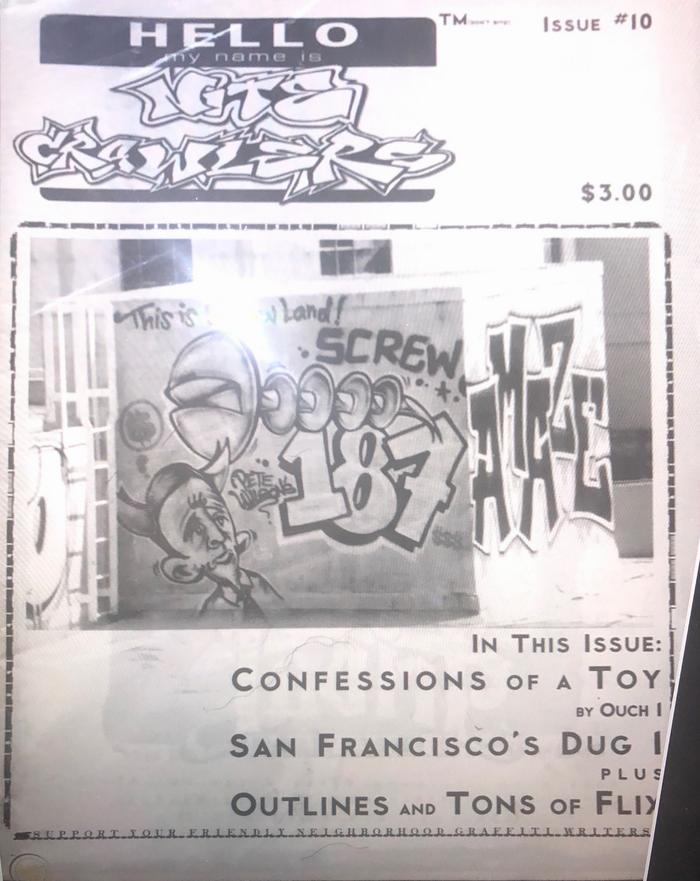 HELLO
my name is
NITE
CRAWLERS
TM
ISSUE #10
$3.00
This is Land!
SCREW
PETE
187
$$$
AMAZE
IN THIS ISSUE:
CONFESSIONS OF A TOY
BY OUCH
SAN FRANCISCO'S DUG
PLUS
OUTLINES AND TONS OF FLIX
SUPPORT YOUR FRIENDLY NEIGHBORHOOD GRAFFITI WRITERS